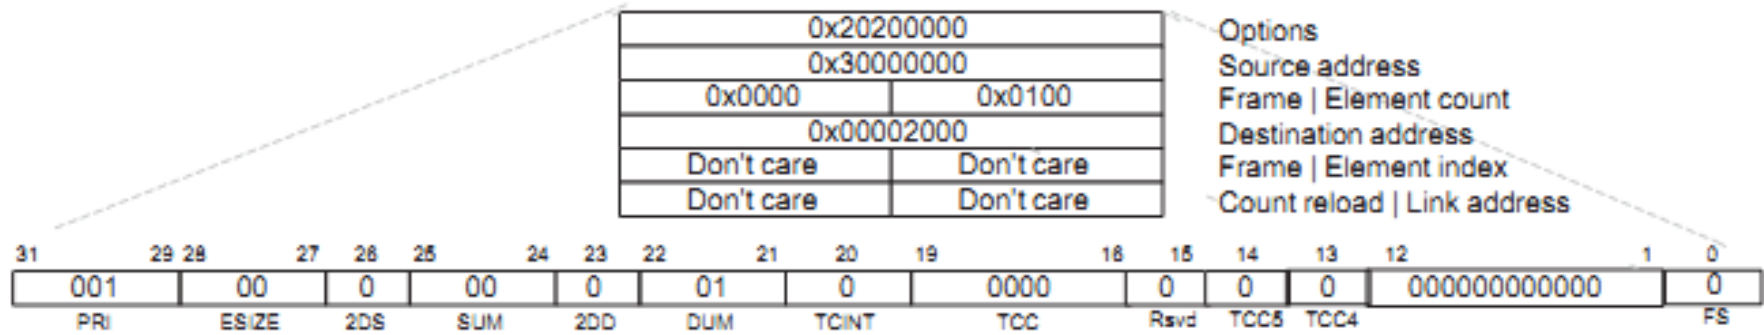 0x20200000 Options
0x30000000 Source address
0x0000 0x0100 Frame | Element count
0x00002000 Destination address
Don't care Don't care Frame | Element index
Don't care Don't care Count reload | Link address
31 29 28 27 26 25 24 23 22 21 20 19 16 15 14 13 12 1 0
001 00 0 00 0 01 0 0000 0 0 0 000000000000 0
PRI ESIZE 2DS SUM 2DD DUM TCINT TCC Rsvd TCC5 TCC4 FS